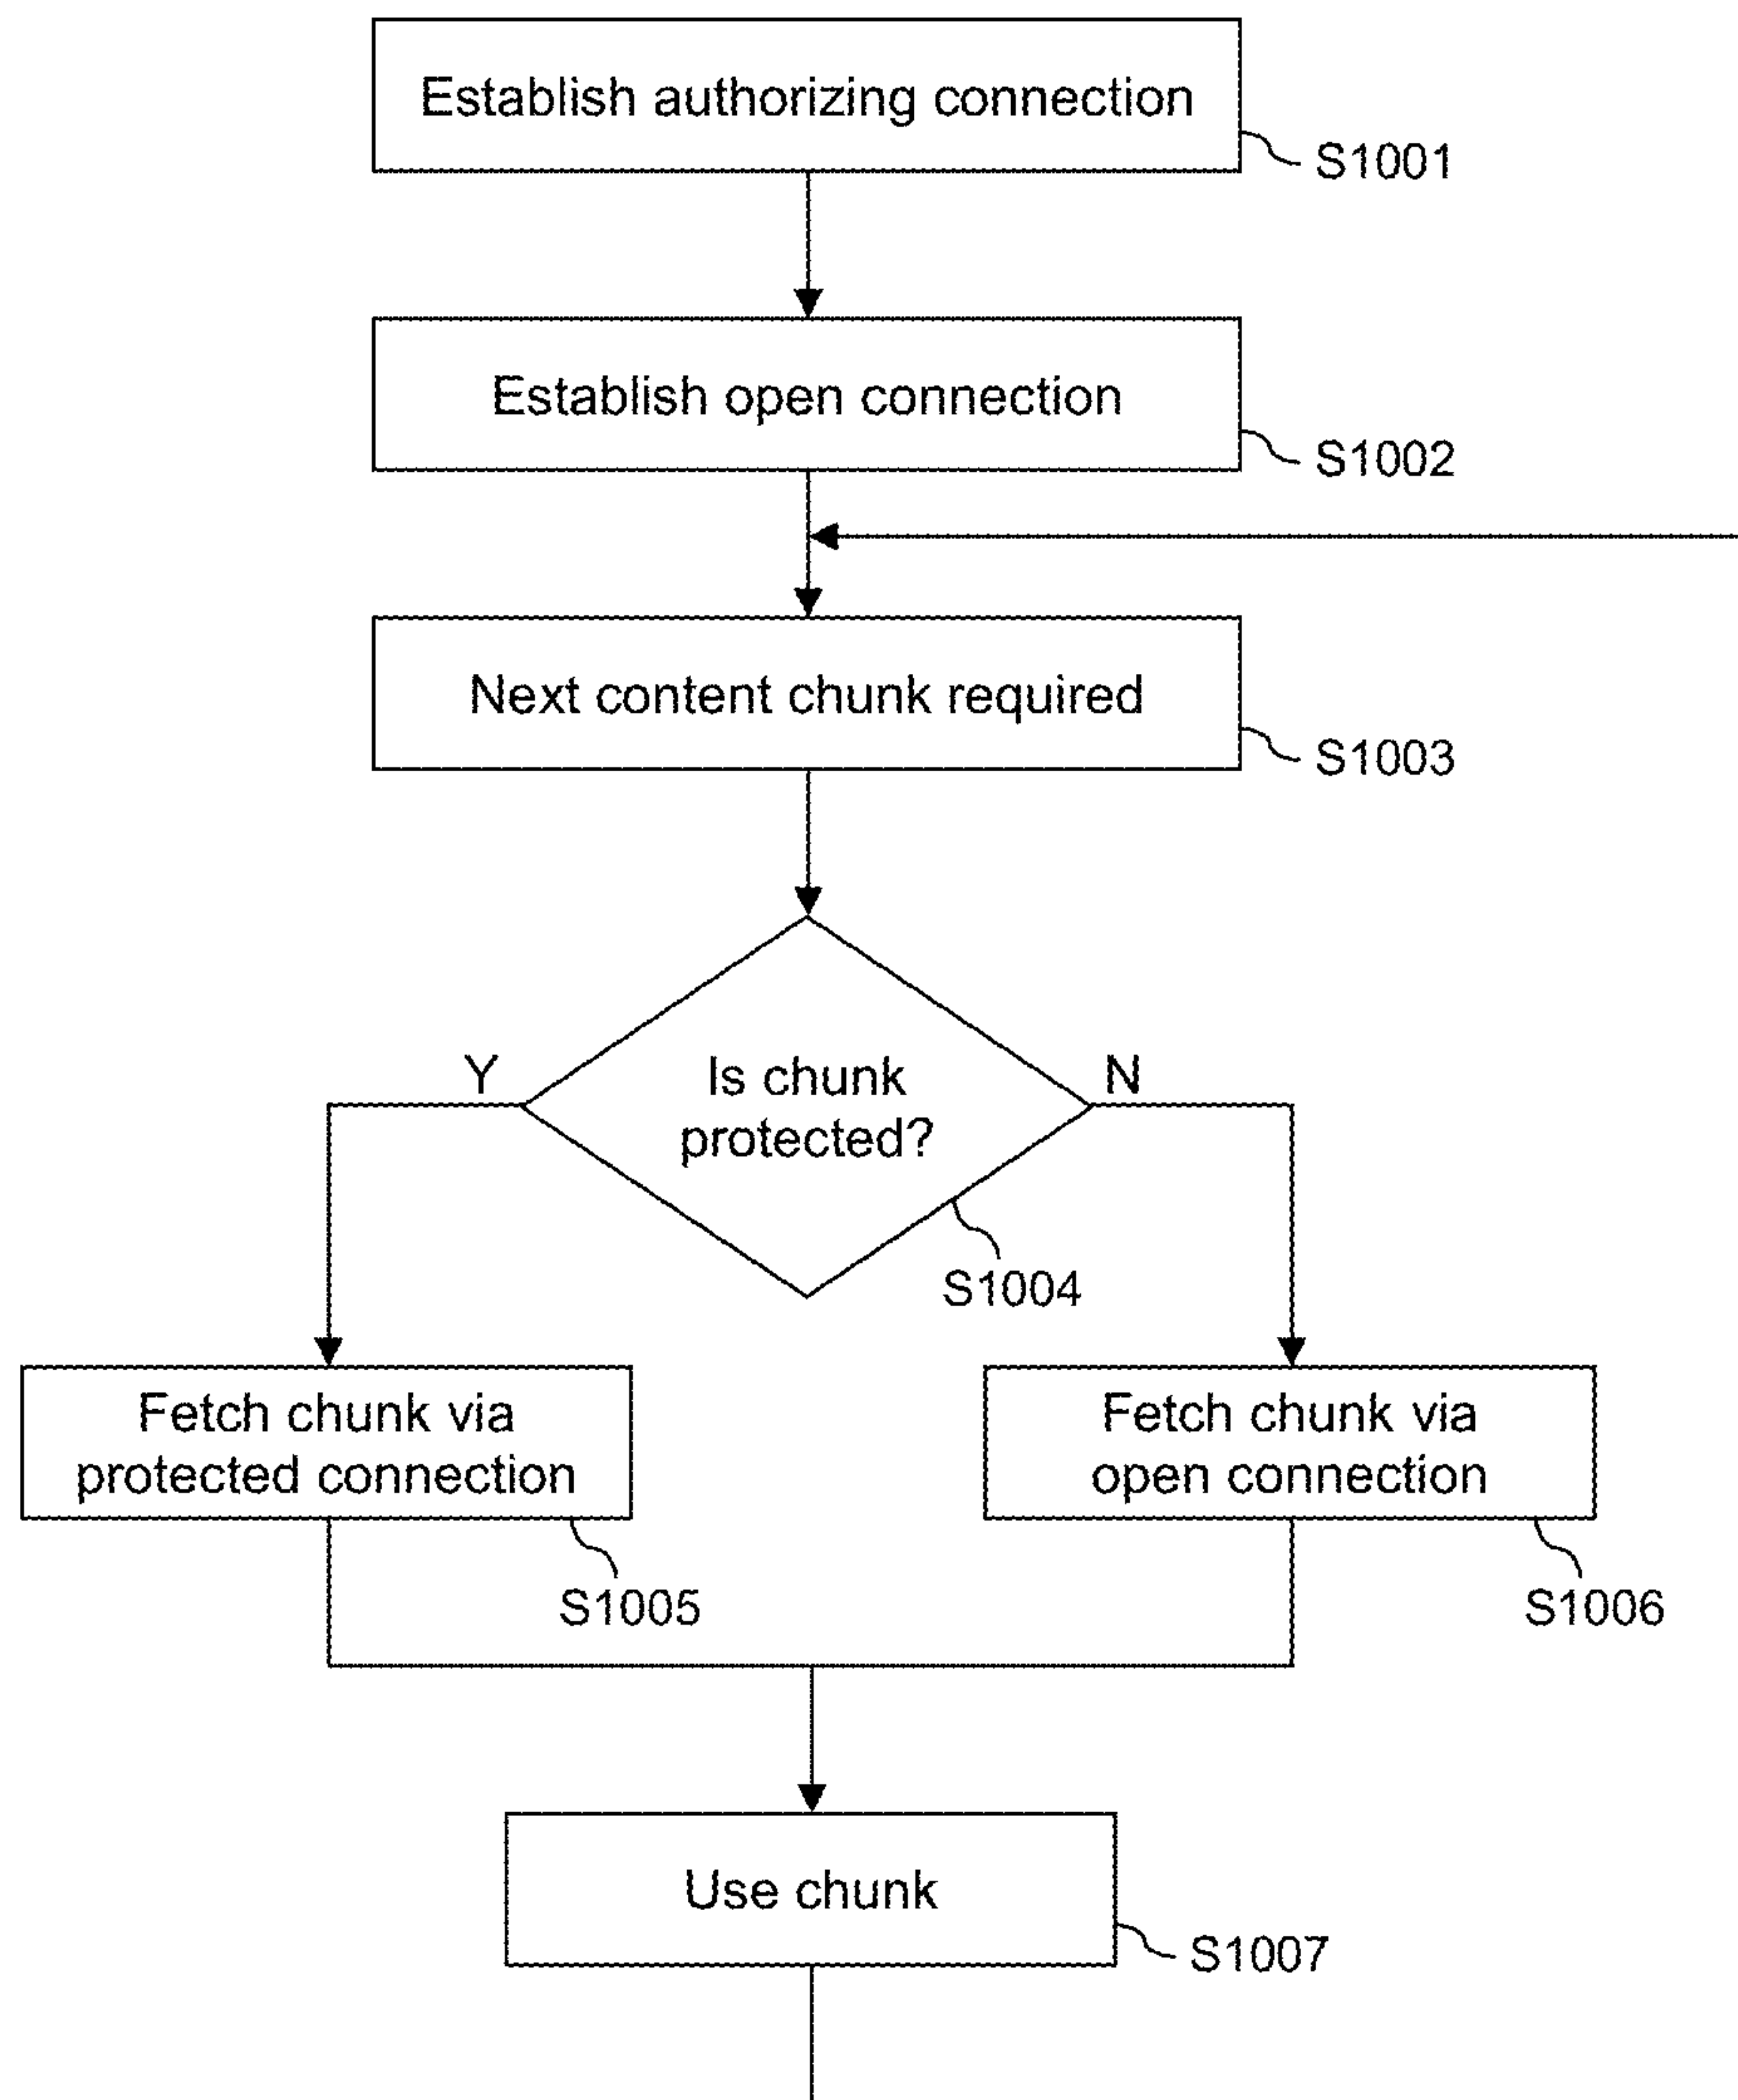 Establish authorizing connection
S1001
Establish open connection
S1002
Next content chunk required
S1003
Y
Is chunk
protected?
N
S1004
Fetch chunk via
protected connection
S1005
Fetch chunk via
open connection
S1006
Use chunk
S1007